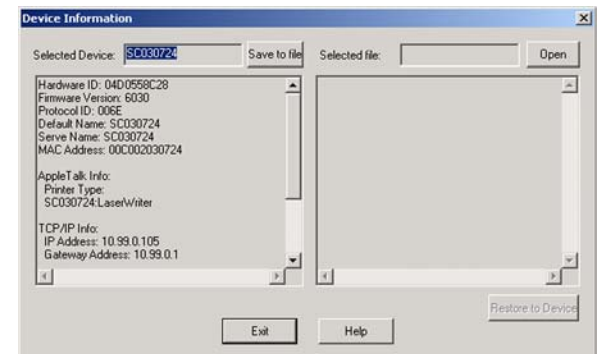 Device Information
Selected Device: SC030724 Save to file Selected file: Open
Hardware ID: 04D0558C28
Firmware Version: 6030
Protocol ID: 006E
Default Name: SC030724
Serve Name: SC030724
MAC Address: 00C002030724
AppleTalk Info:
Printer Type:
SC030724:LaserWriter
TCP/IP Info:
IP Address: 10.99.0.105
Gateway Address: 10.99.0.1
Restore to Device
Exit Help